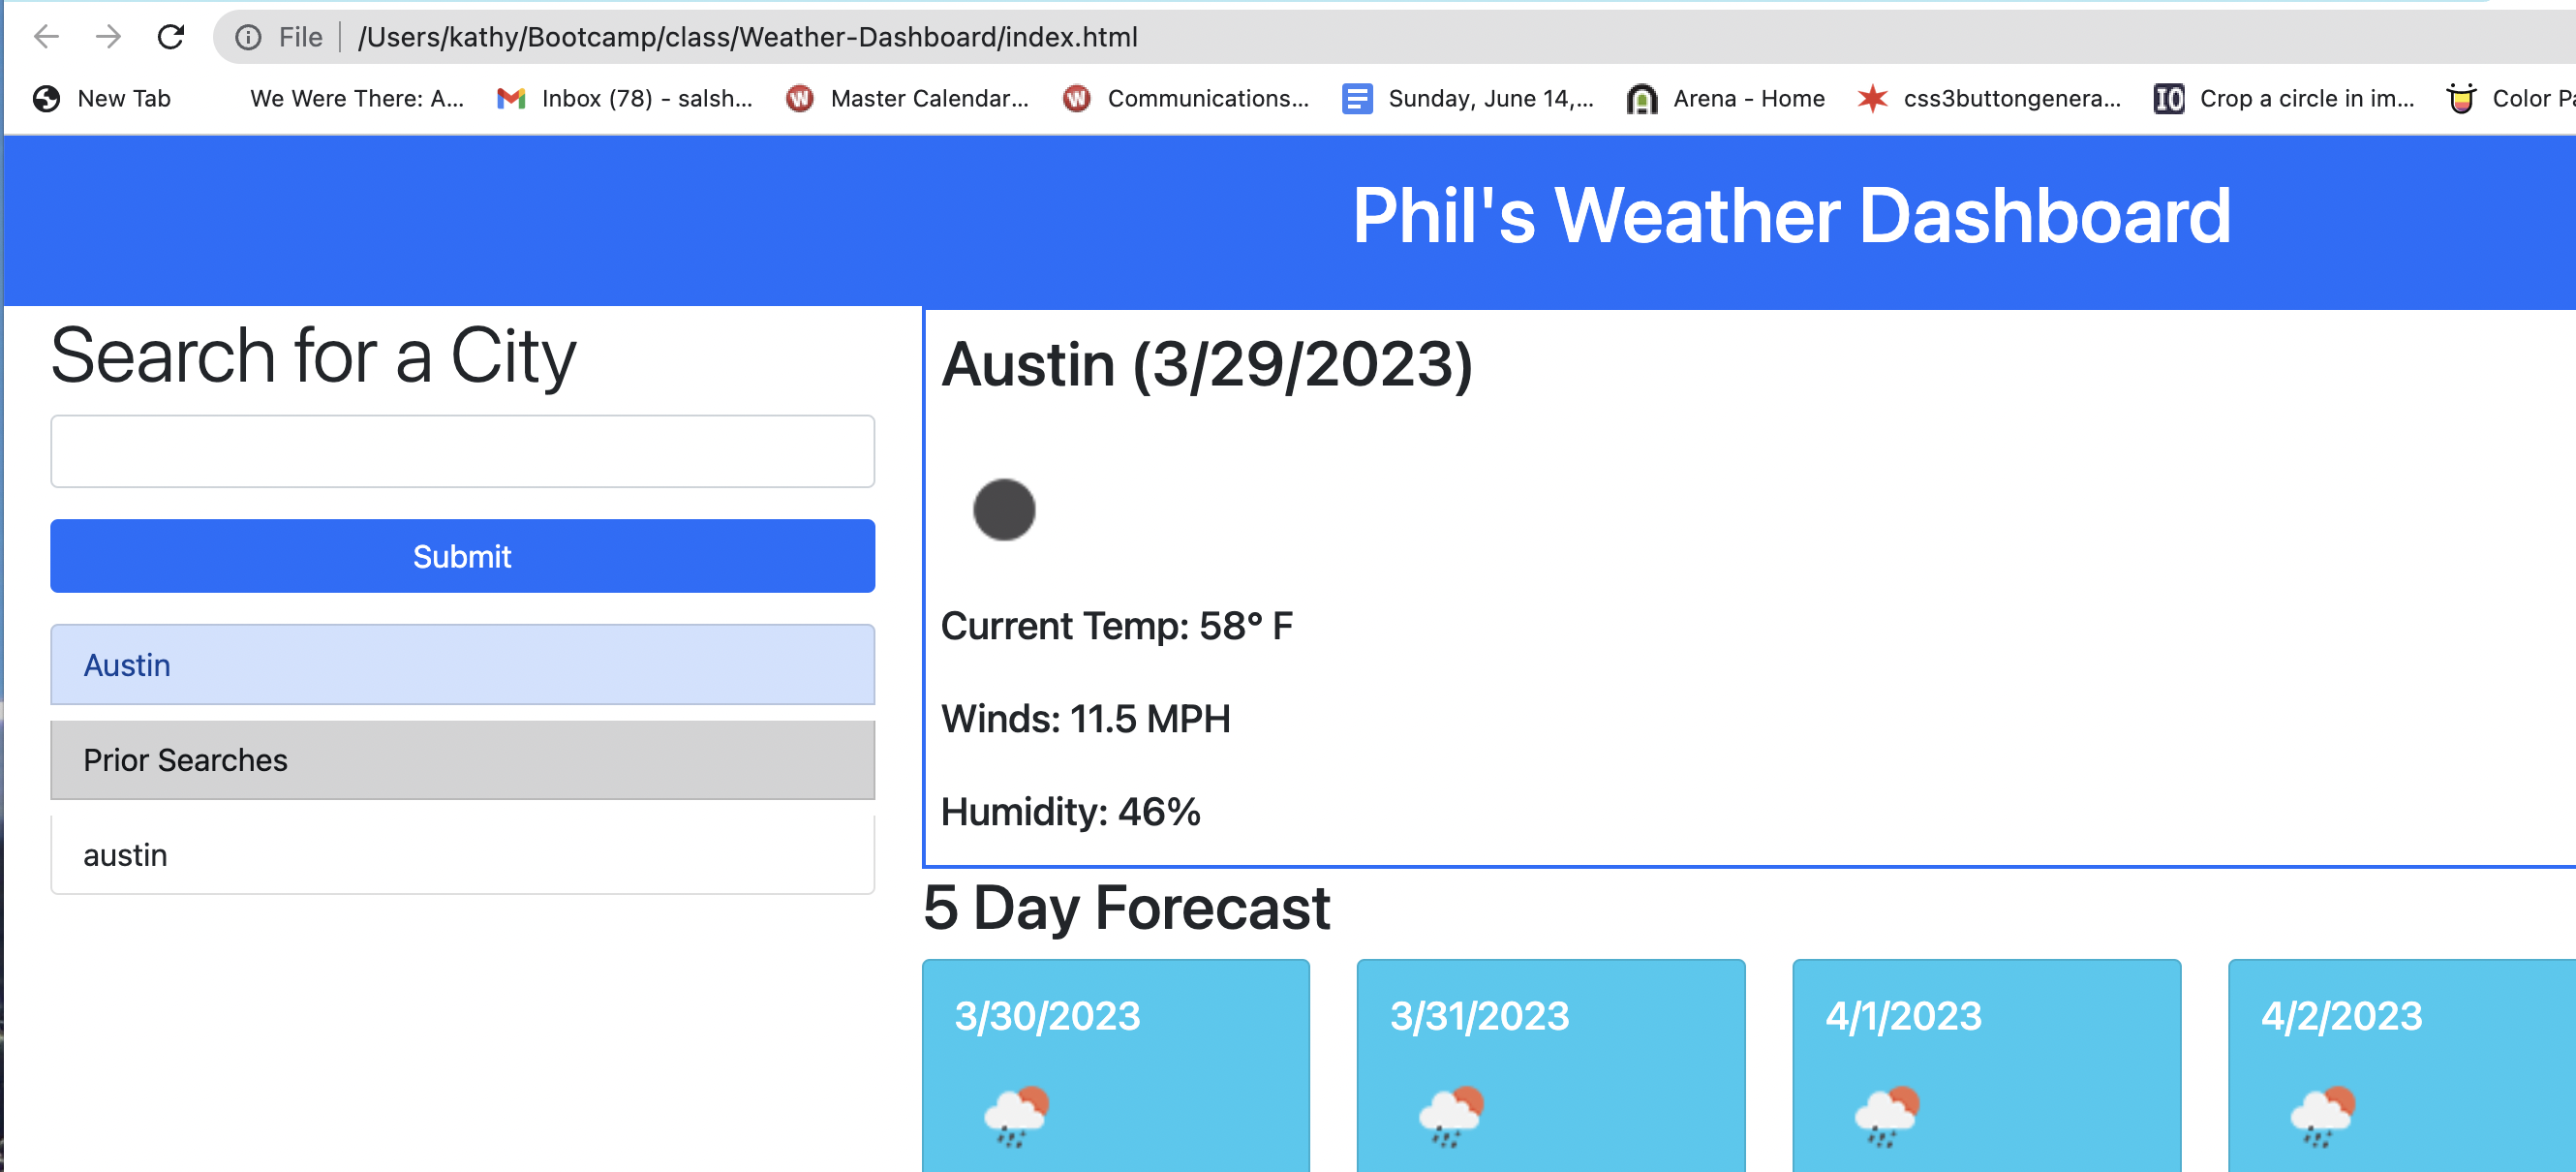 File /Users/kathy/Bootcamp/class/Weather-Dashboard/index.html
New Tab We Were There: A... Inbox (78) - salsh... Master Calendar... Communications... Sunday, June 14,... Arena - Home css3buttongenera... Crop a circle in im... Color
Phil's Weather Dashboard
Search for a City
Submit
Austin
Prior Searches
austin
Austin (3/29/2023)
Current Temp: 58° F
Winds: 11.5 MPH
Humidity: 46%
5 Day Forecast
3/30/2023 3/31/2023 4/1/2023 4/2/2023